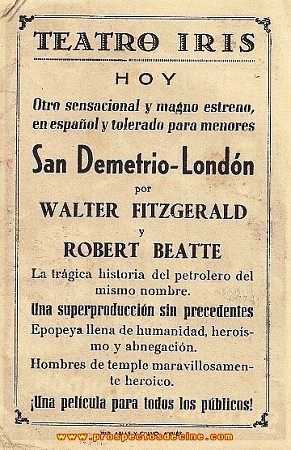 TEATRO IRIS
HOY
Otro sensacional y magno estreno,
en español y tolerado para menores
San Demetrio-Londón
por
WALTER FITZGERALD
y
ROBERT BEATTE
La trágica historia del petrolero del
mismo nombre.
Una superproducción sin precedentes
Epopeya llena de humanidad, herois-
mo y abnegación.
Hombres de temple maravillosamen-
te heroico.
¡Una película para todos los públicos!
www.prospectosdecine.com